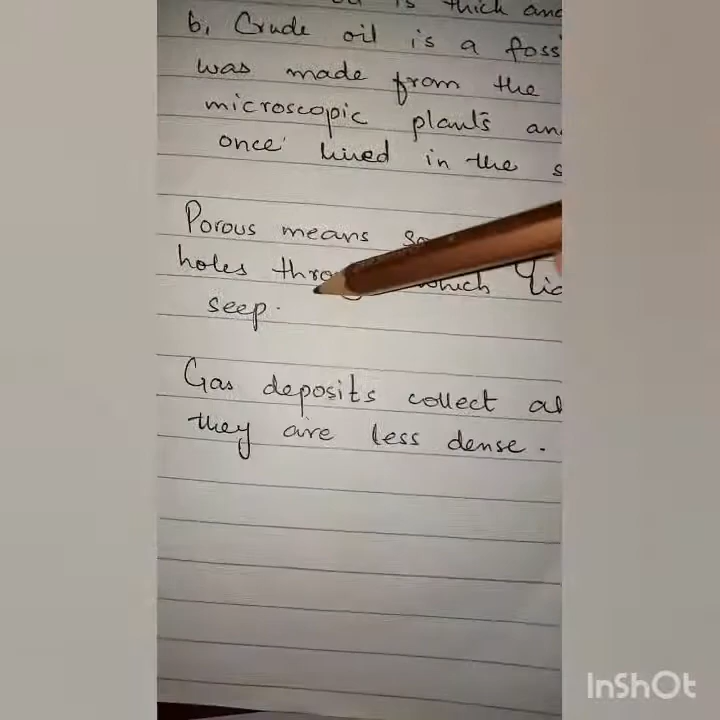 is thick and
6, Crude oil is a foss
was made from the
microscopic plants an
once lived in the s
Porous means
holes which
seep.
Gas deposits collect
they are less dense.
InShOt